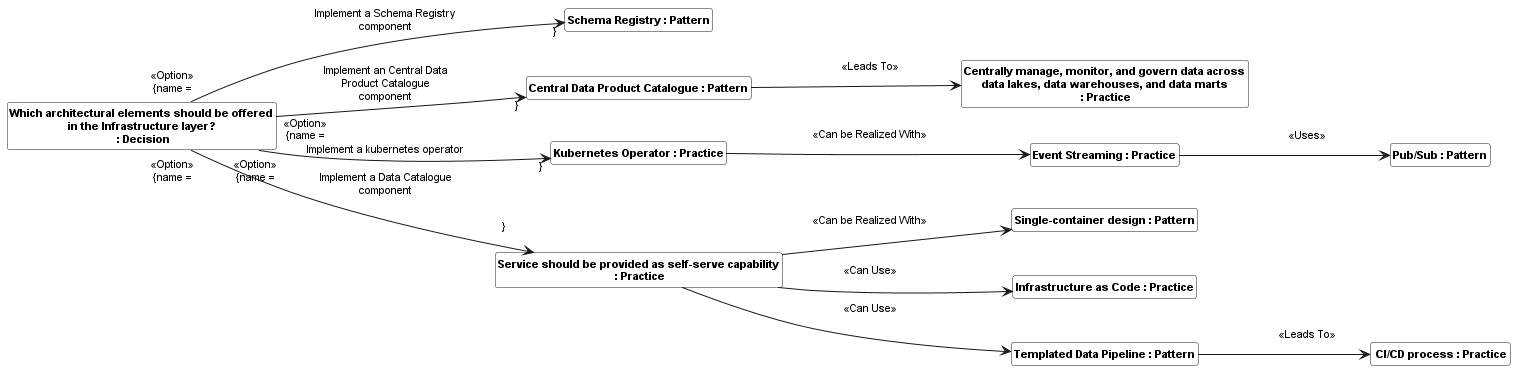 Implement a Schema Registry
component
Schema Registry : Pattern
}
«Option»
{name =
Implement an Central Data
Product Catalogue
component
«Leads To»
Centrally manage, monitor, and govern data across
data lakes, data warehouses, and data marts
: Practice
Central Data Product Catalogue : Pattern
}
Which architectural elements should be offered
in the Infrastructure layer?
: Decision
«Option»
{name =
Implement a kubernetes operator
Kubernetes Operator : Practice
}
«Can be Realized With»
Event Streaming : Practice
«Uses»
Pub/Sub : Pattern
«Option»
{name =
«Option»
{name =
Implement a Data Catalogue
component
}
Service should be provided as self-serve capability
: Practice
«Can be Realized With»
Single-container design : Pattern
«Can Use»
Infrastructure as Code : Practice
«Can Use»
Templated Data Pipeline : Pattern
«Leads To»
CI/CD process : Practice